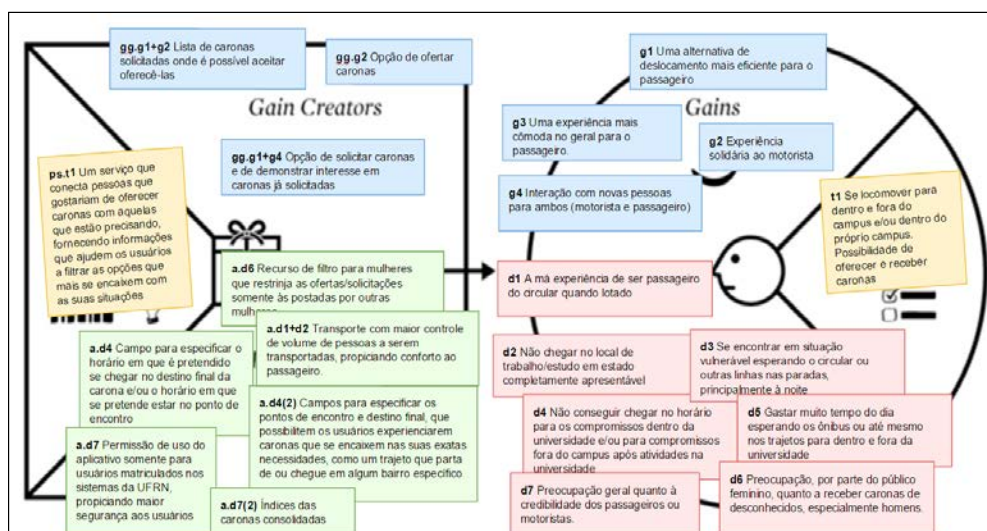 gg.g1+g2 Lista de caronas
solicitadas onde é possível aceitar
oferecê-las
gg.g2 Opção de ofertar
caronas
Gain Creators
gg.g1+g4 Opção de solicitar caronas
e de demonstrar interesse em
caronas já solicitadas
ps.t1 Um serviço que
conecta pessoas que
gostariam de oferecer
caronas com aquelas
que estão precisando,
fornecendo informações
que ajudem os usuários
a filtrar as opções que
mais se encaixem com
as suas situações
a.d6 Recurso de filtro para mulheres
que restrinja as ofertas/solicitações
somente às postadas por outras
a.d1+d2 Transporte com maior controle
de volume de pessoas a serem
transportadas, propiciando conforto ao
passageiro.
a.d4 Campo para especificar o
horário em que é pretendido
se chegar no destino final da
carona e/ou o horário em que
se pretende estar no ponto de
encontro
a.d4(2) Campos para especificar os
pontos de encontro e destino final, que
possibilitem os usuários experienciarem
caronas que se encaixem nas suas exatas
necessidades, como um trajeto que parta
de ou chegue em algum bairro específico
a.d7 Permissão de uso do
aplicativo somente para
usuários matriculados nos
sistemas da UFRN,
propiciando maior
segurança aos usuários
a.d7(2) Índices das
caronas consolidadas
g1 Uma alternativa de
deslocamento mais eficiente para o
passageiro
Gains
g3 Uma experiência mais
cômoda no geral para o
passageiro.
g2 Experiência
solidária ao motorista
g4 Interação com novas pessoas
para ambos (motorista e passageiro)
t1 Se locomover para
dentro e fora do
campus e/ou dentro do
próprio campus.
Possibilidade de
oferecer e receber
caronas
d1 A má experiência de ser passageiro
do circular quando lotado
d2 Não chegar no local de
trabalho/estudo em estado
completamente apresentável
d3 Se encontrar em situação
vulnerável esperando o circular ou
outras linhas nas paradas,
principalmente à noite
d4 Não conseguir chegar no horário
para os compromissos dentro da
universidade e/ou para compromissos
fora do campus após atividades na
universidade
d5 Gastar muito tempo do dia
esperando os ônibus ou até mesmo
nos trajetos para dentro e fora da
universidade
d7 Preocupação geral quanto à
credibilidade dos passageiros ou
motoristas.
d6 Preocupação, por parte do público
feminino, quanto a receber caronas de
desconhecidos, especialmente homens.